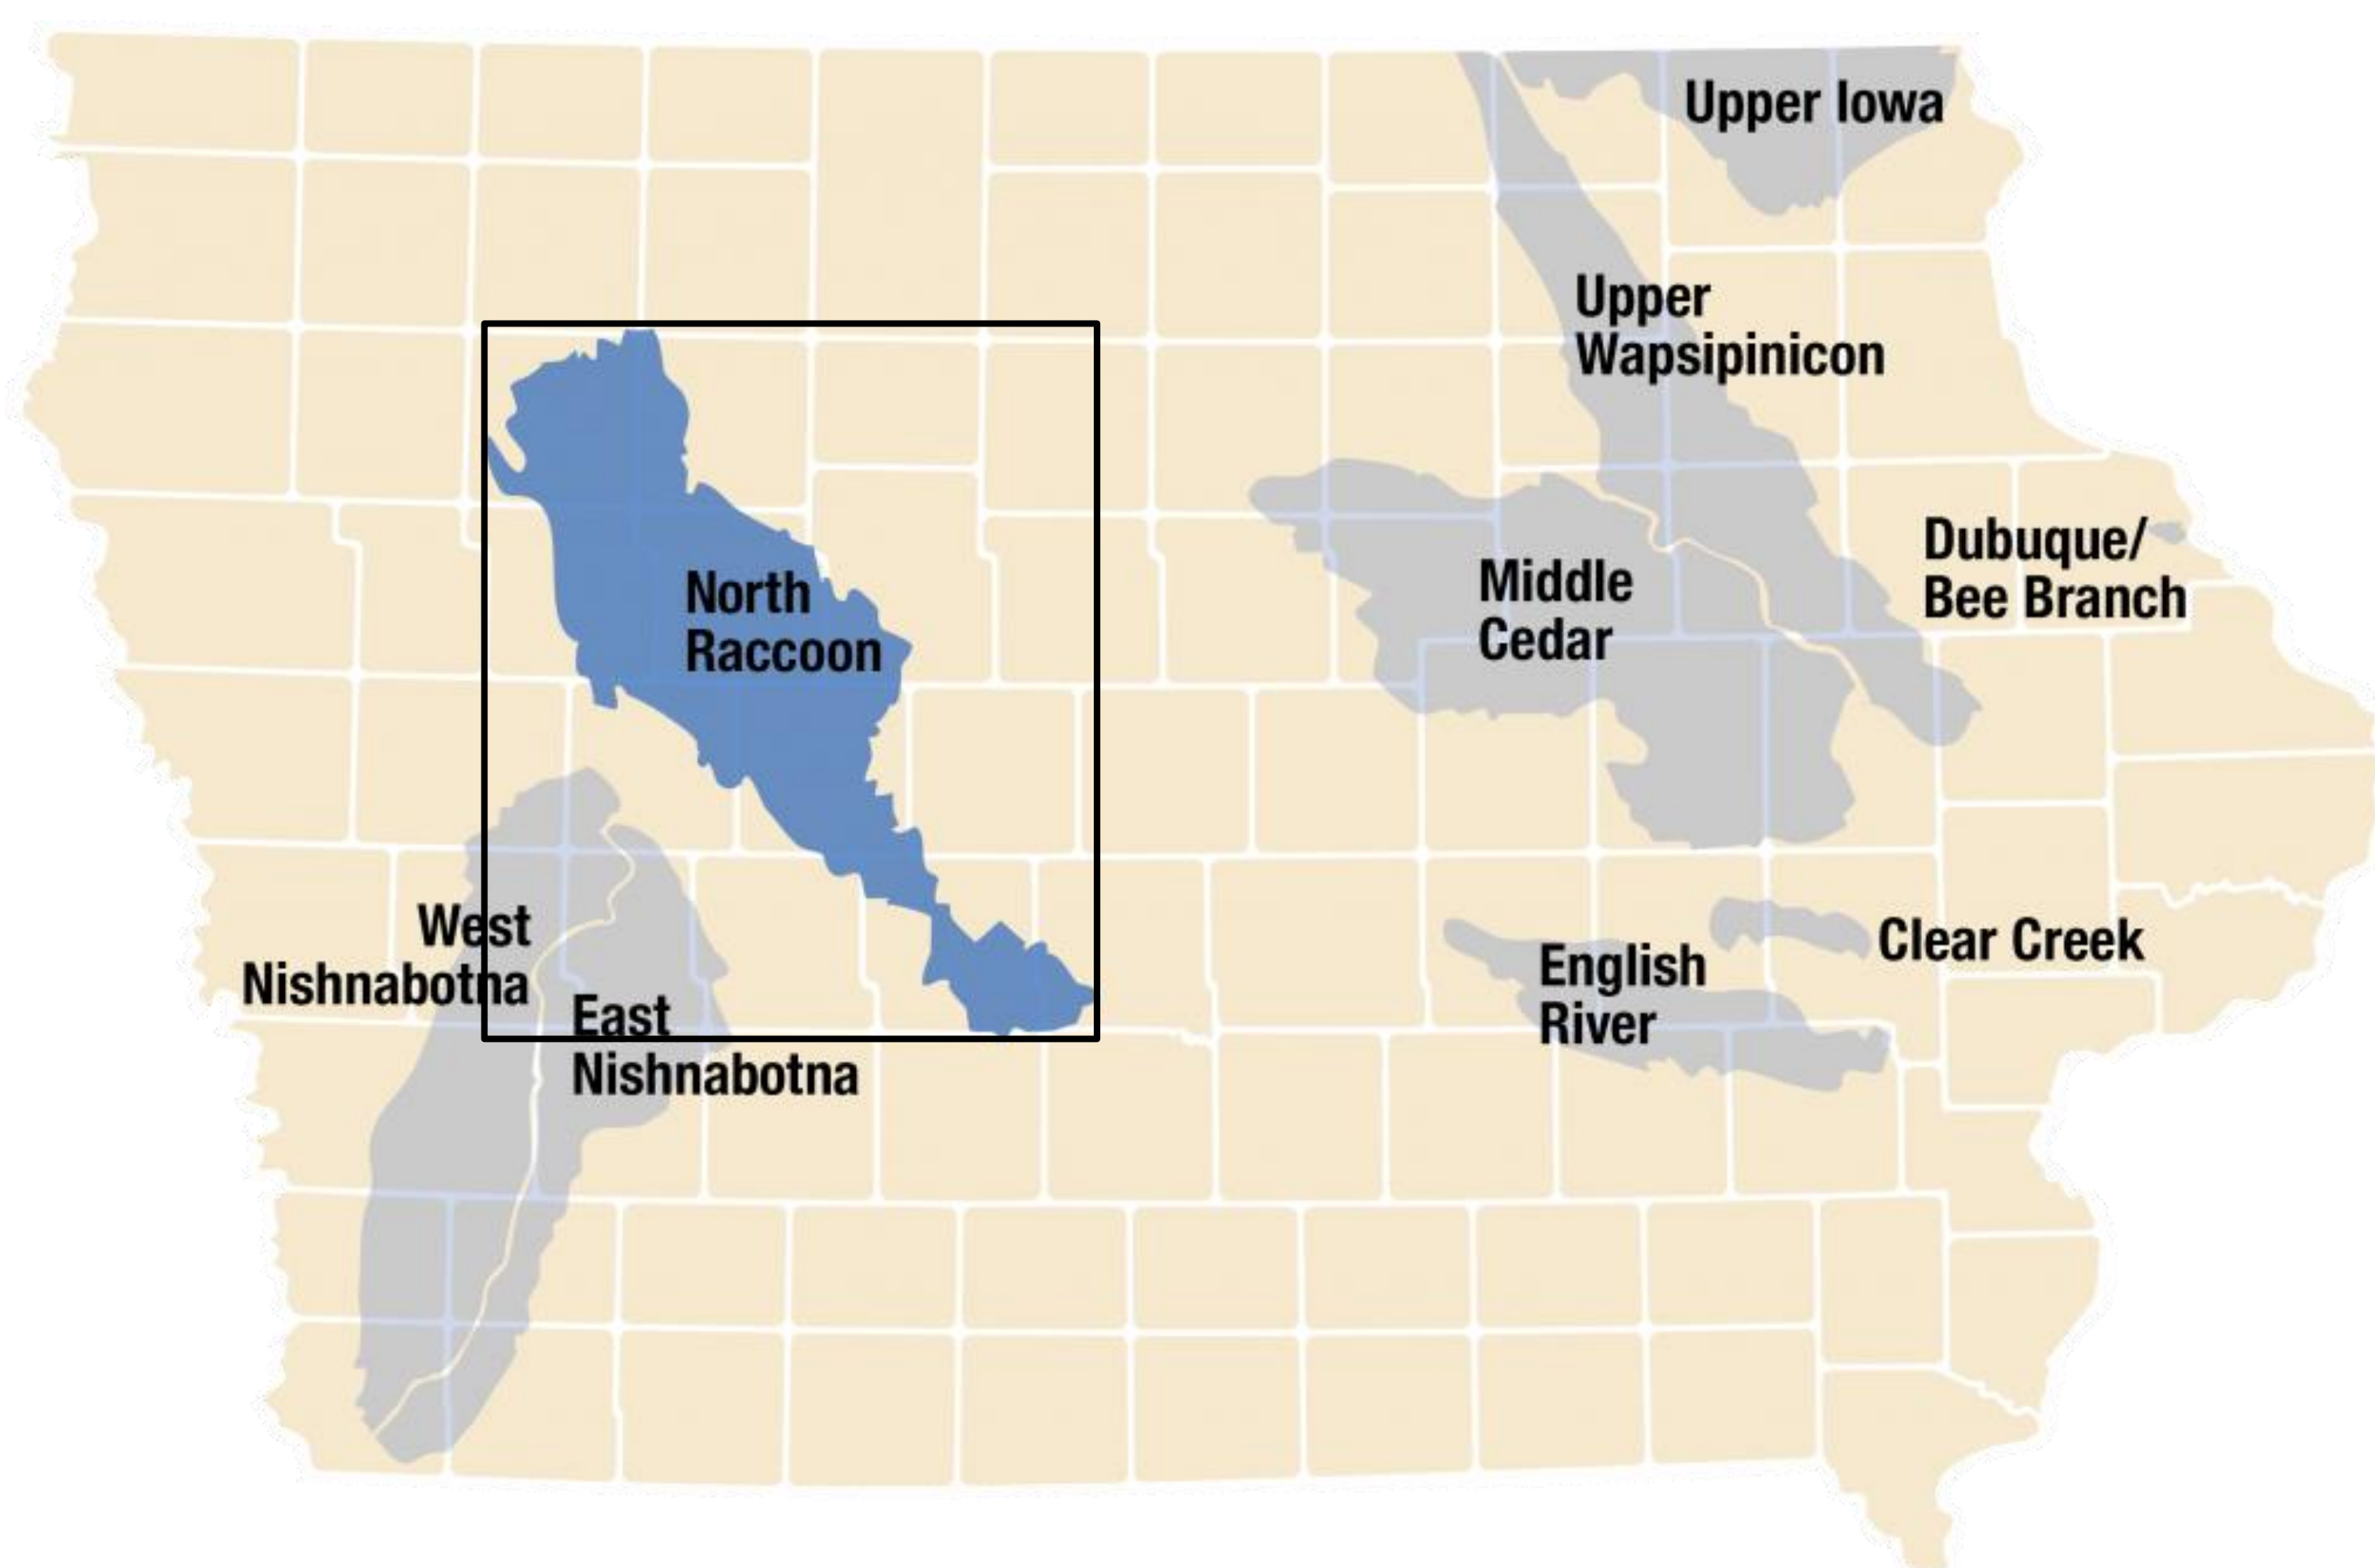 Upper Iowa
Upper
Wapsipinicon
Dubuque/
Bee Branch
North
Raccoon
Middle
Cedar
West
Nishnabotna
East
Nishnabotna
English
River
Clear Creek